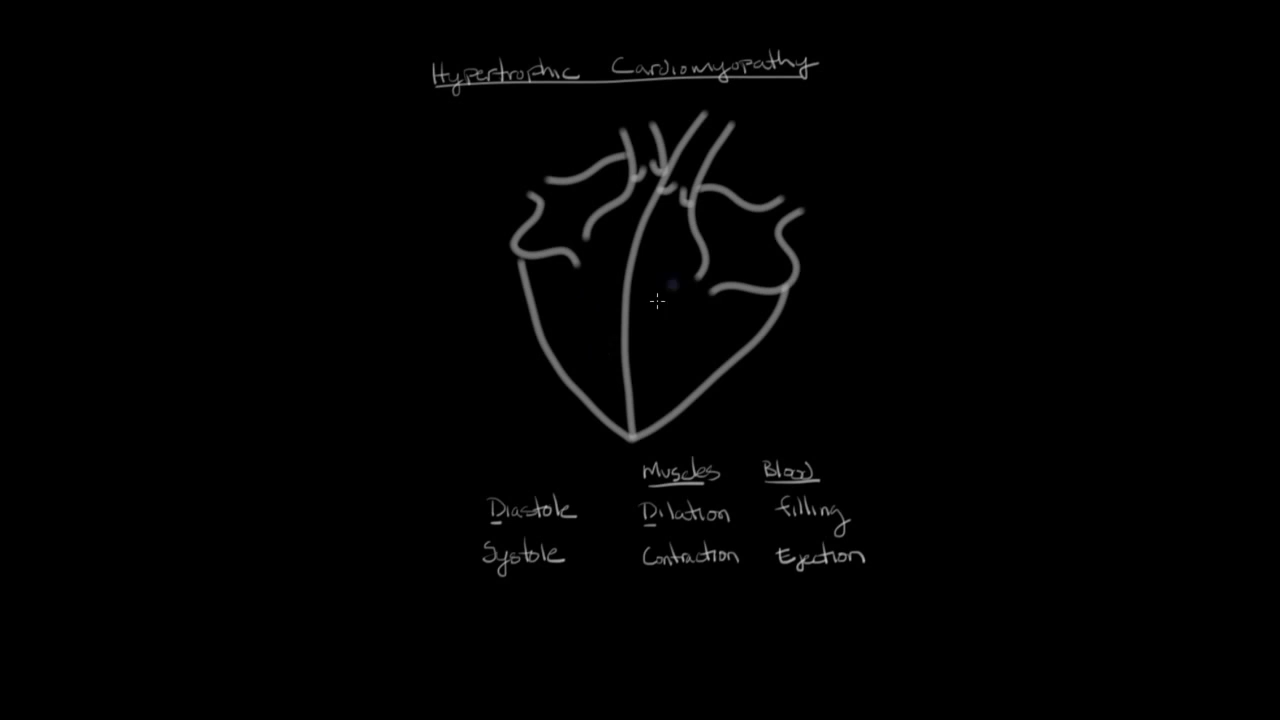 Hypertrophic Cardiomyopathy
Muscles Blood
Diastole Dilation filling
Systole Contraction Ejection